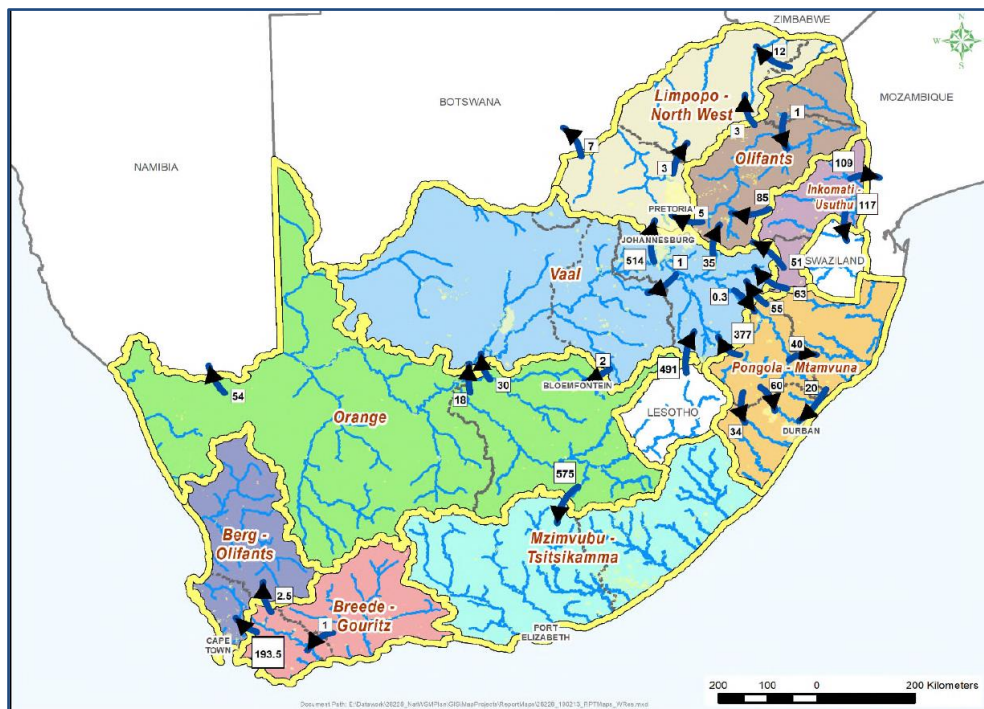 ZIMBABWE
N
W
E
S
12
BOTSWANA
Limpopo -
North West
MOZAMBIQUE
1
3
7
Olifants
NAMIBIA
3
109
Inkomati -
Usuthu
85
PRETORIA
5
117
JOHANNESBURG
514
1
35
51
SWAZILAND
Vaal
63
0.3
55
377
40
2
491
Pongola - Mtamvuna
BLOEMFONTEIN
30
60
20
54
18
Orange
LESOTHO
34
DURBAN
575
Mzimvubu -
Tsitsikamma
Berg -
Olifants
2.5
Breede -
Gouritz
1
CAPE
TOWN
193.5
PORT
ELIZABETH
200
100
0
200 Kilometers